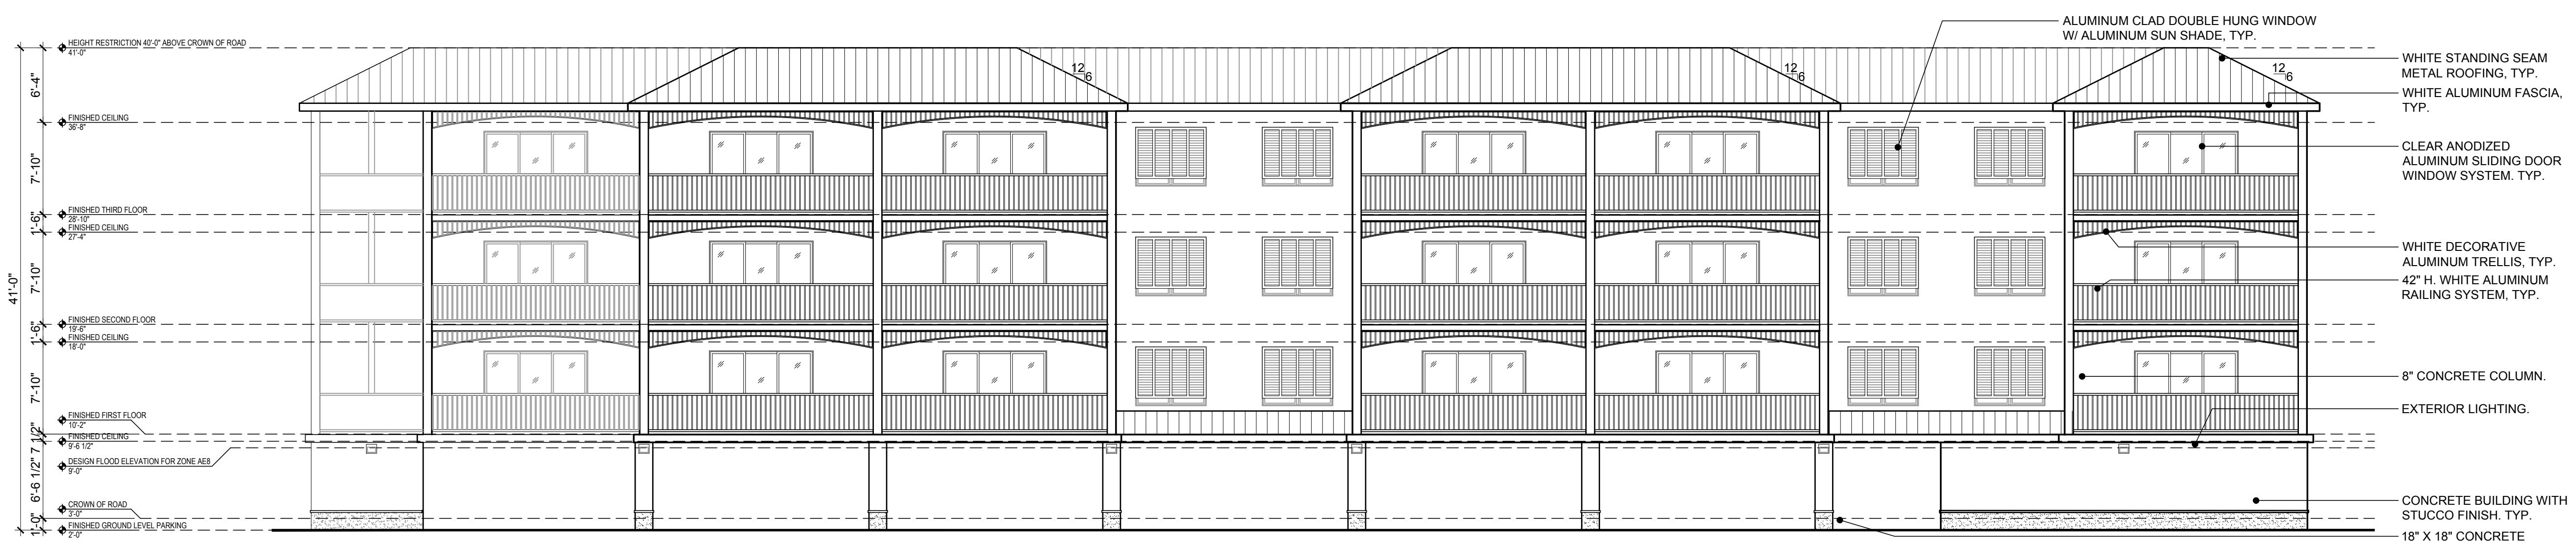 HEIGHT RESTRICTION 40'-0" ABOVE CROWN OF ROAD
41'-0"
FINISHED CEILING
36'-8"
FINISHED THIRD FLOOR
28'-10"
FINISHED CEILING
27'-4"
FINISHED SECOND FLOOR
19'-6"
FINISHED CEILING
18'-0"
FINISHED FIRST FLOOR
10'-2"
FINISHED CEILING
9'-6 1/2"
DESIGN FLOOD ELEVATION FOR ZONE AE8
9'-0"
CROWN OF ROAD
3'-0"
FINISHED GROUND LEVEL PARKING
2'-0"
41'-0"
6'-4"
7'-10"
1'-6"
7'-10"
1'-6"
7'-10"
7 1/2"
6'-6 1/2"
1'-0"
12
6
12
6
12
6
ALUMINUM CLAD DOUBLE HUNG WINDOW
W/ ALUMINUM SUN SHADE, TYP.
WHITE STANDING SEAM
METAL ROOFING, TYP.
WHITE ALUMINUM FASCIA,
TYP.
CLEAR ANODIZED
ALUMINUM SLIDING DOOR
WINDOW SYSTEM. TYP.
WHITE DECORATIVE
ALUMINUM TRELLIS, TYP.
42" H. WHITE ALUMINUM
RAILING SYSTEM, TYP.
8" CONCRETE COLUMN.
EXTERIOR LIGHTING.
CONCRETE BUILDING WITH
STUCCO FINISH. TYP.
18" X 18" CONCRETE